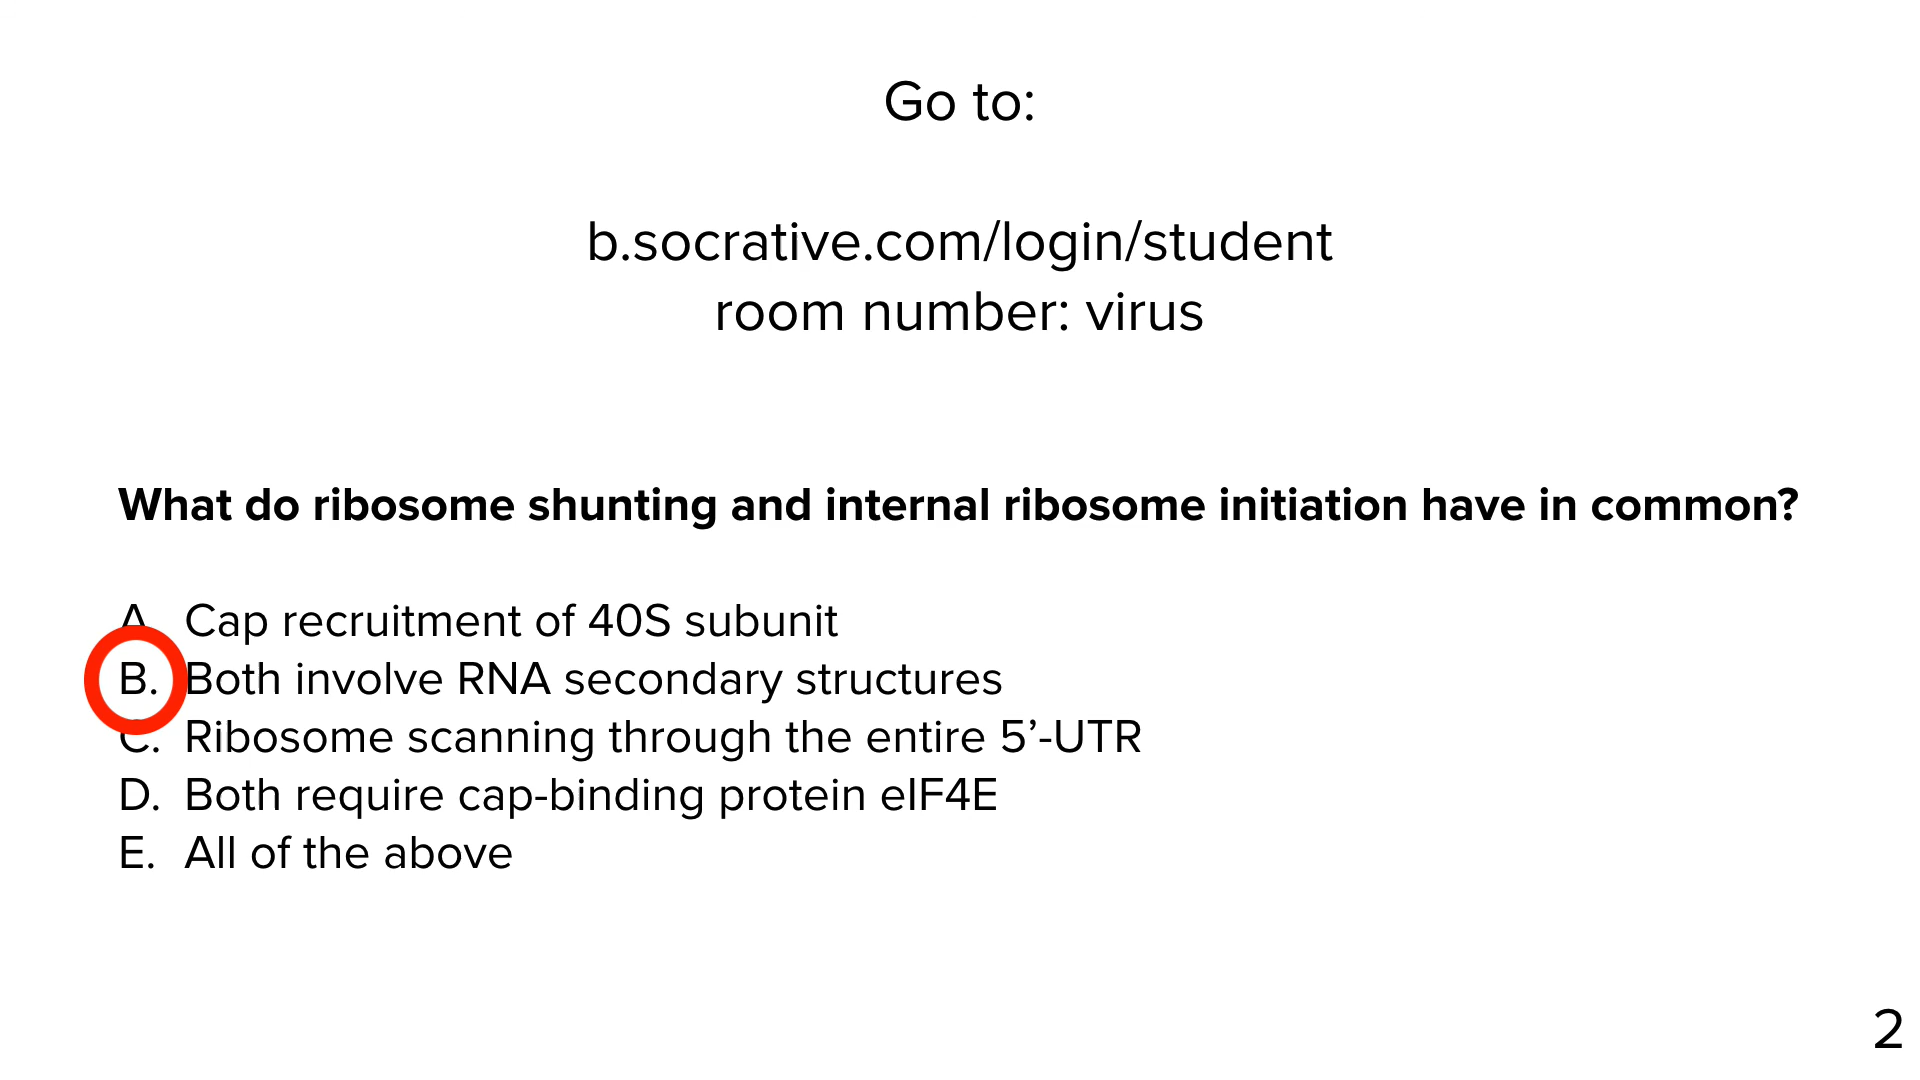 Go to:
b.socrative.com/login/student
room number: virus
What do ribosome shunting and internal ribosome initiation have in common?
A. Cap recruitment of 40S subunit
B. Both involve RNA secondary structures
C. Ribosome scanning through the entire 5’-UTR
D. Both require cap-binding protein eIF4E
E. All of the above
2